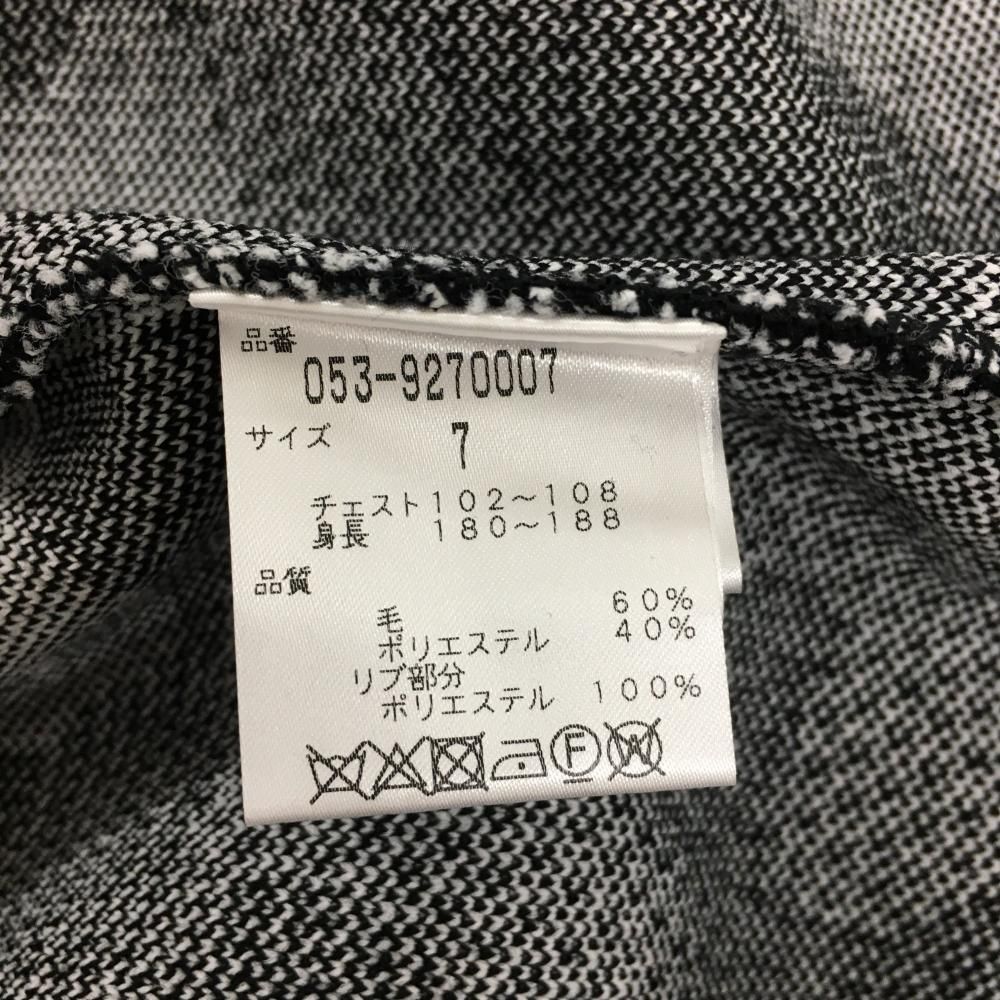 品番
053-9270007
サイズ 7
チェスト102～108
身長 180～188
品質
毛 60%
ポリエステル 40%
リブ部分
ポリエステル 100%
F W